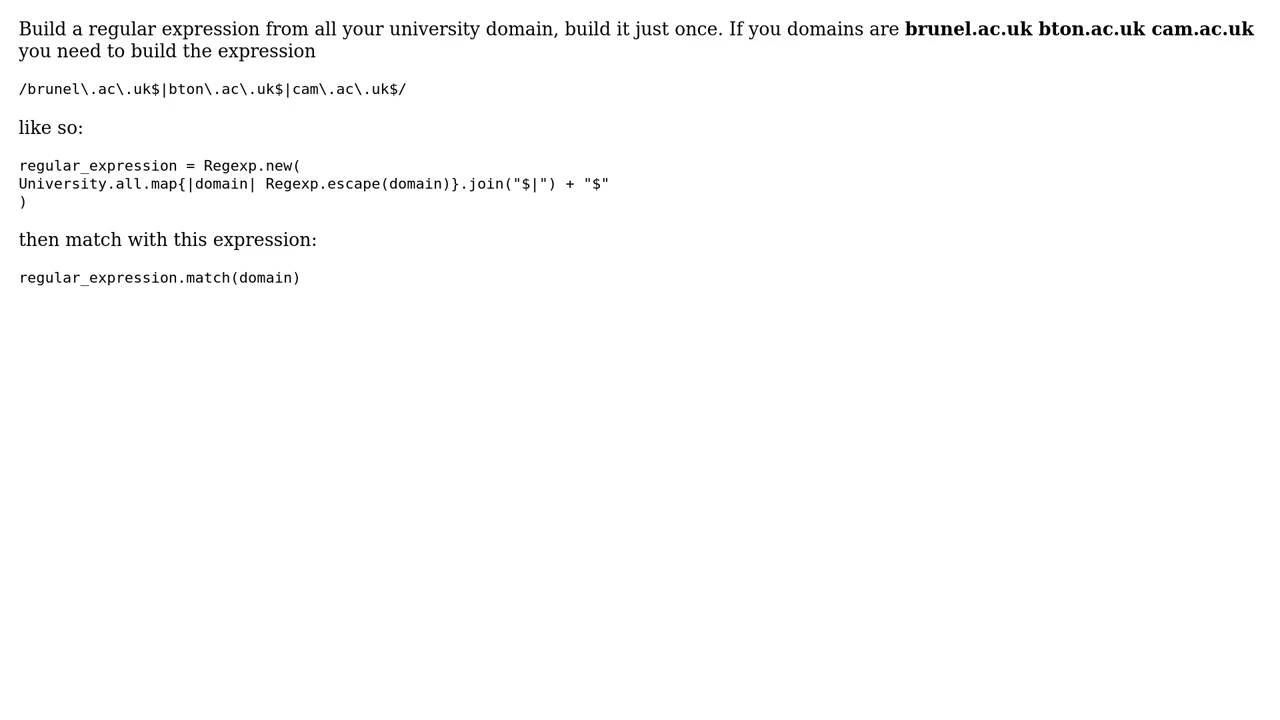 Build a regular expression from all your university domain, build it just once. If you domains are brunel.ac.uk bton.ac.uk cam.ac.uk
you need to build the expression
/brunel\.ac\.uk$|bton\.ac\.uk$|cam\.ac\.uk$/
like so:
regular_expression = Regexp.new(
University.all.map{|domain| Regexp.escape(domain)}.join("$|") + "$"
)
then match with this expression:
regular_expression.match(domain)